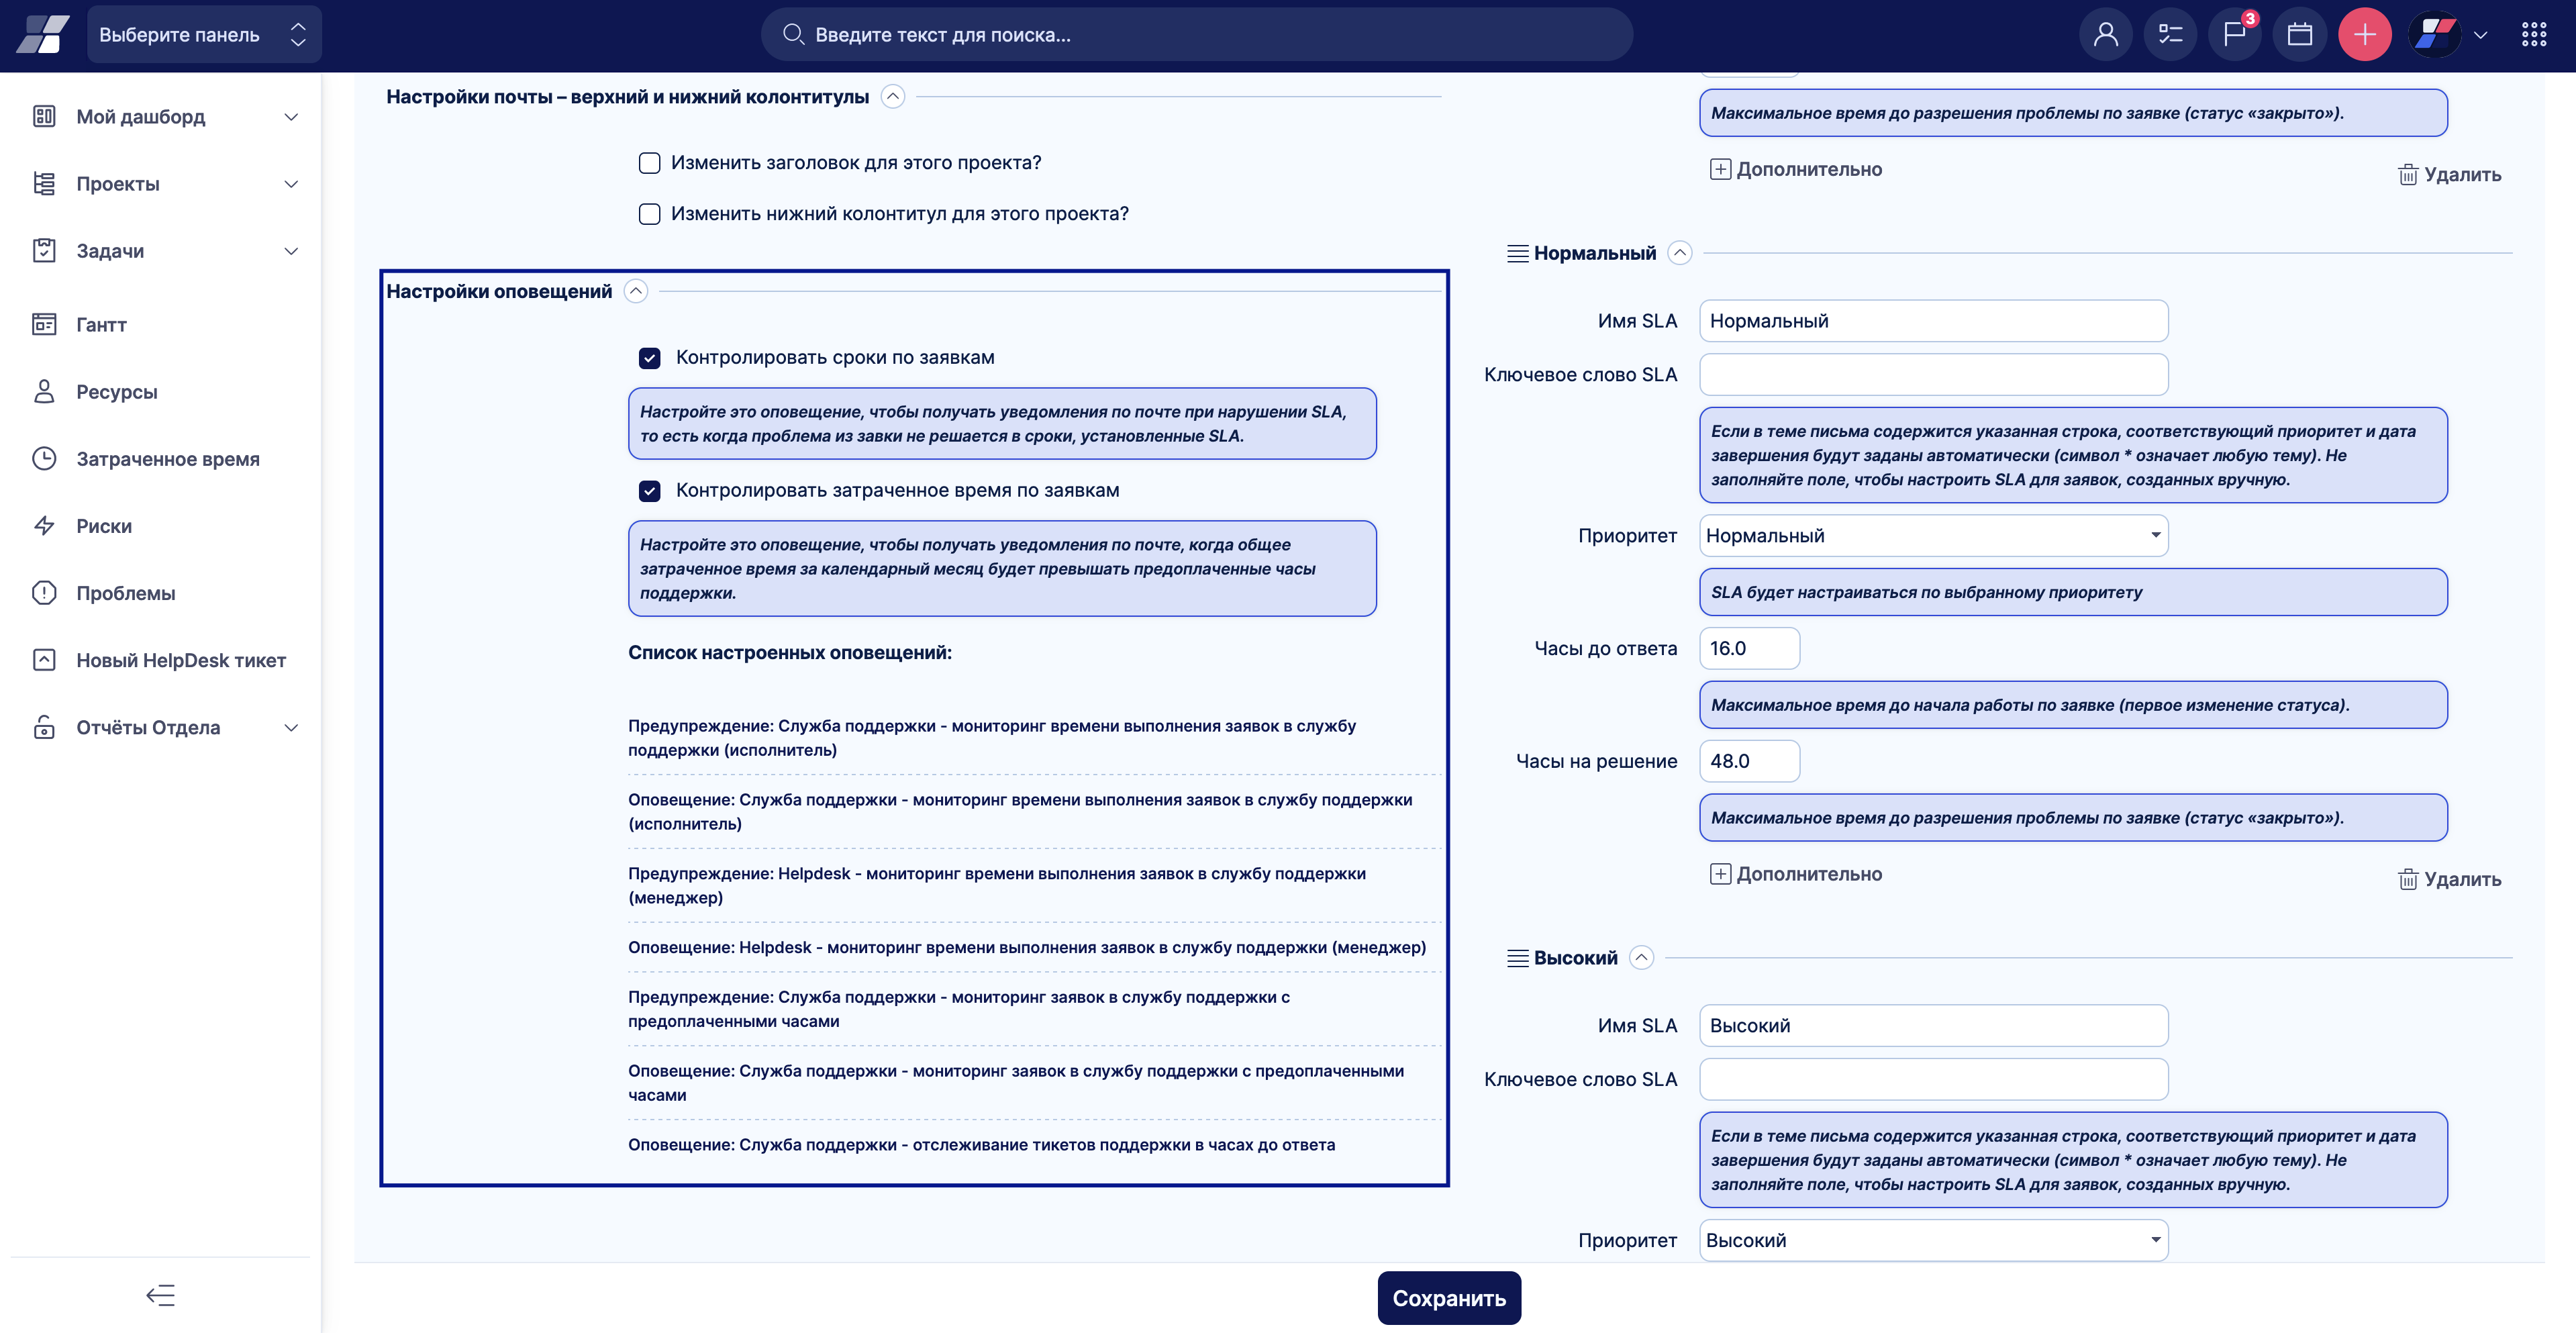 Выберите панель
Введите текст для поиска...
3
Мой дашборд
Проекты
Задачи
Гантт
Ресурсы
Затраченное время
Риски
Проблемы
Новый HelpDesk тикет
Отчёты Отдела
Настройки почты – верхний и нижний колонтитулы
Изменить заголовок для этого проекта?
Изменить нижний колонтитул для этого проекта?
Настройки оповещений
Контролировать сроки по заявкам
Настройте это оповещение, чтобы получать уведомления по почте при нарушении SLA,
то есть когда проблема из завки не решается в сроки, установленные SLA.
Контролировать затраченное время по заявкам
Настройте это оповещение, чтобы получать уведомления по почте, когда общее
затраченное время за календарный месяц будет превышать предоплаченные часы
поддержки.
Список настроенных оповещений:
Предупреждение: Служба поддержки - мониторинг времени выполнения заявок в службу
поддержки (исполнитель)
Оповещение: Служба поддержки - мониторинг времени выполнения заявок в службу поддержки
(исполнитель)
Предупреждение: Helpdesk - мониторинг времени выполнения заявок в службу поддержки
(менеджер)
Оповещение: Helpdesk - мониторинг времени выполнения заявок в службу поддержки (менеджер)
Предупреждение: Служба поддержки - мониторинг заявок в службу поддержки с
предоплаченными часами
Оповещение: Служба поддержки - мониторинг заявок в службу поддержки с предоплаченными
часами
Оповещение: Служба поддержки - отслеживание тикетов поддержки в часах до ответа
Максимальное время до разрешения проблемы по заявке (статус «закрыто»).
Дополнительно
Удалить
Нормальный
Имя SLA
Нормальный
Ключевое слово SLA
Если в теме письма содержится указанная строка, соответствующий приоритет и дата
завершения будут заданы автоматически (символ * означает любую тему). Не
заполняйте поле, чтобы настроить SLA для заявок, созданных вручную.
Приоритет
Нормальный
SLA будет настраиваться по выбранному приоритету
Часы до ответа
16.0
Максимальное время до начала работы по заявке (первое изменение статуса).
Часы на решение
48.0
Максимальное время до разрешения проблемы по заявке (статус «закрыто»).
Дополнительно
Удалить
Высокий
Имя SLA
Высокий
Ключевое слово SLA
Если в теме письма содержится указанная строка, соответствующий приоритет и дата
завершения будут заданы автоматически (символ * означает любую тему). Не
заполняйте поле, чтобы настроить SLA для заявок, созданных вручную.
Приоритет
Высокий
Сохранить